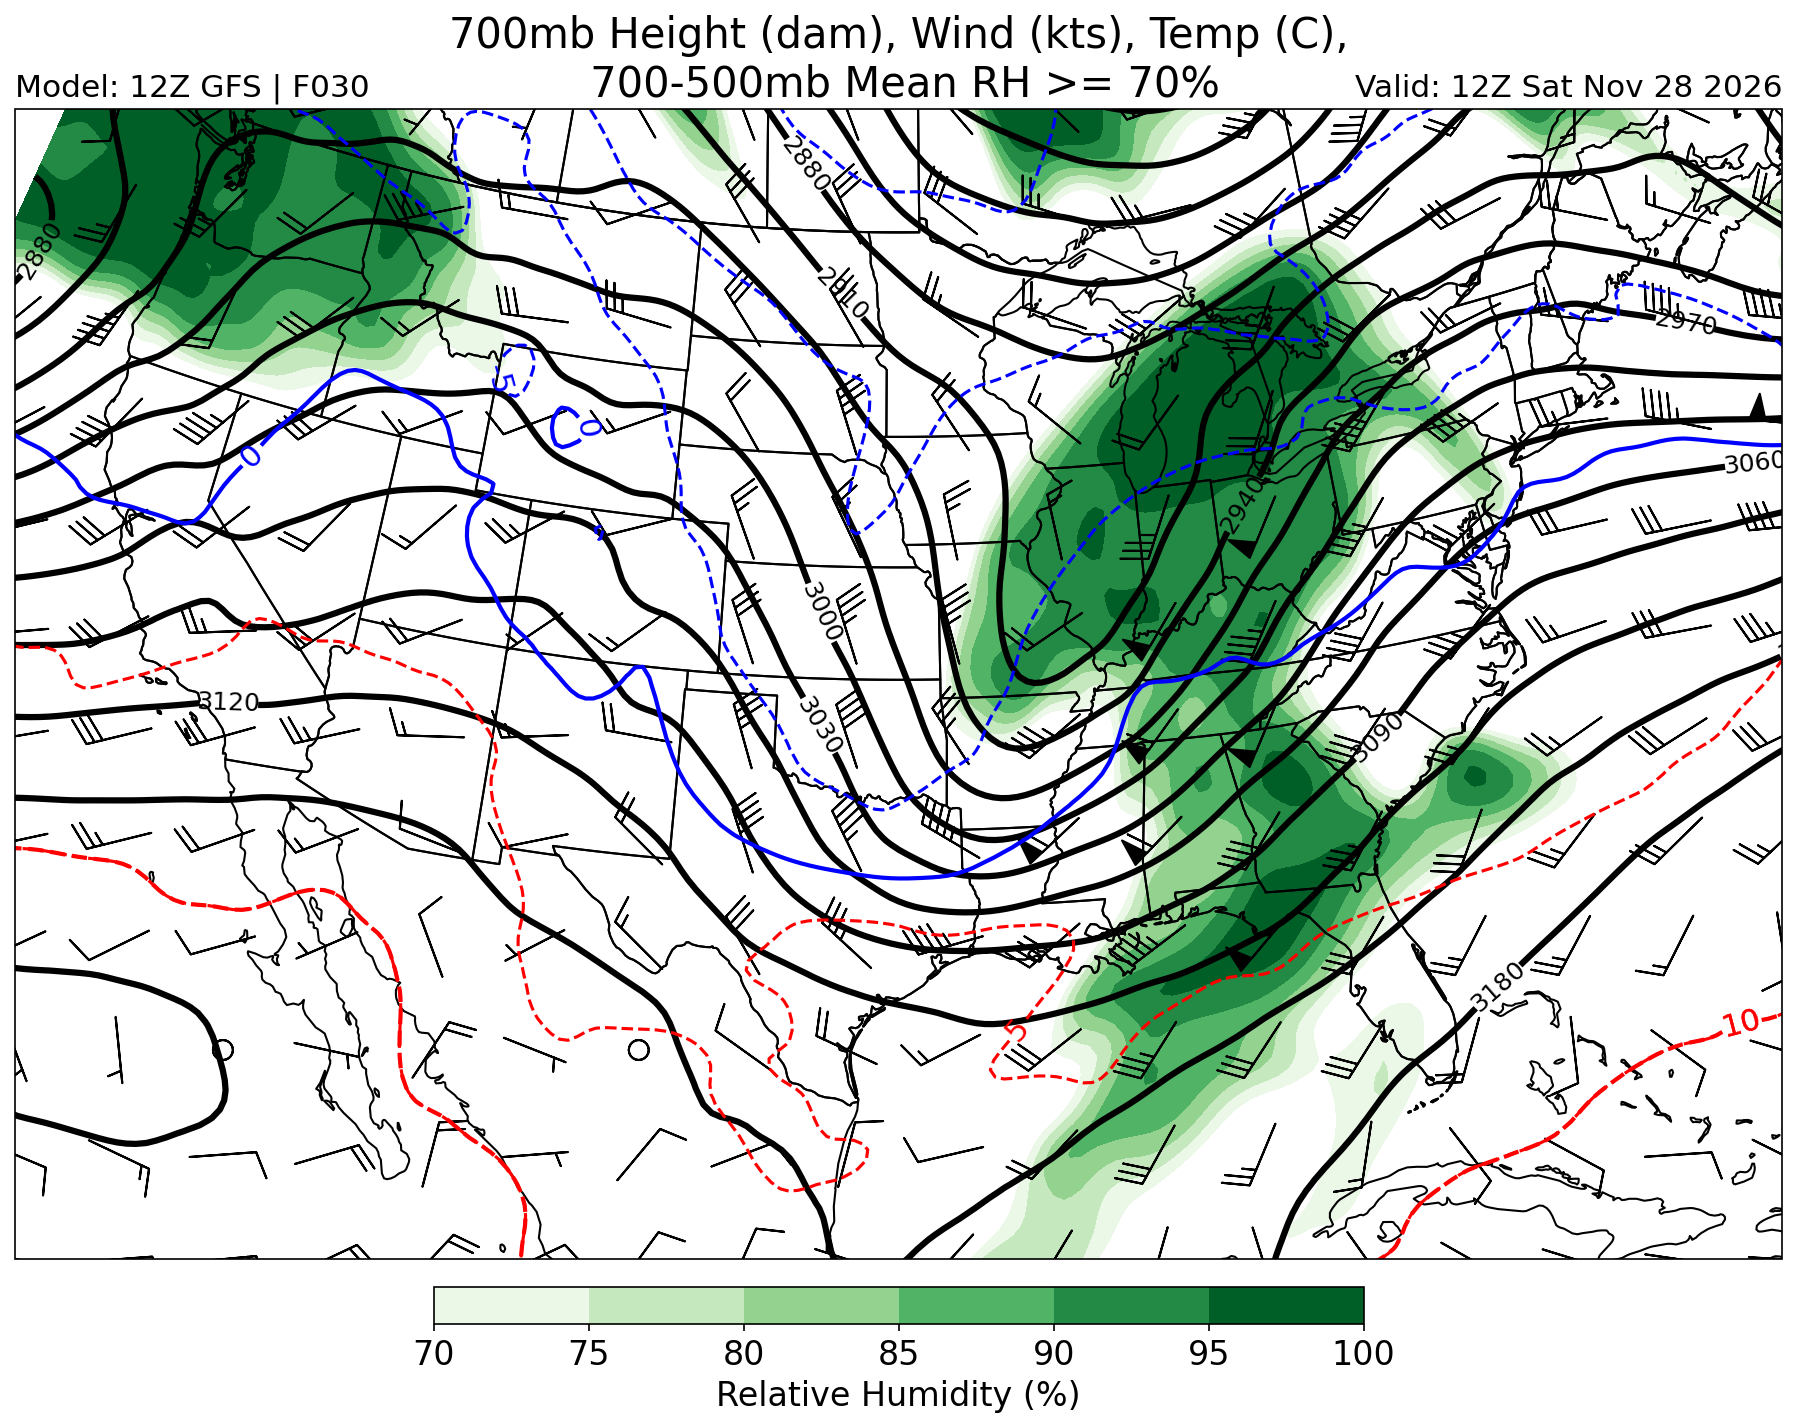 700mb Height (dam), Wind (kts), Temp (C),
Model: 12Z GFS | F030
700-500mb Mean RH >= 70%
Valid: 12Z Sat Nov 28 2026
2880
2880
2910
2970
5
0
0
3060
2940
3000
3120
3030
3090
3180
5
10
70 75 80 85 90 95 100
Relative Humidity (%)